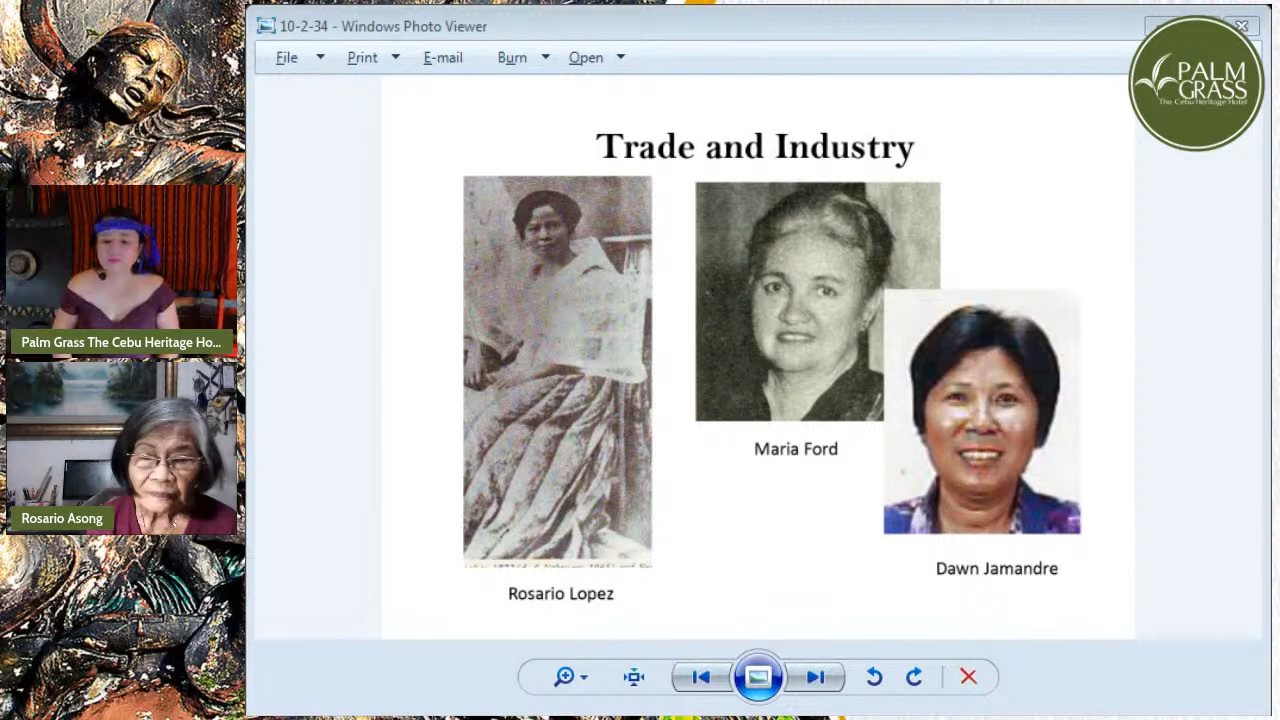 10-2-34 - Windows Photo Viewer
File Print E-mail Burn Open
PALM
GRASS
The Cebu Heritage Hotel
Trade and Industry
Maria Ford
Dawn Jamandre
Rosario Lopez
Palm Grass The Cebu Heritage Ho...
Rosario Asong